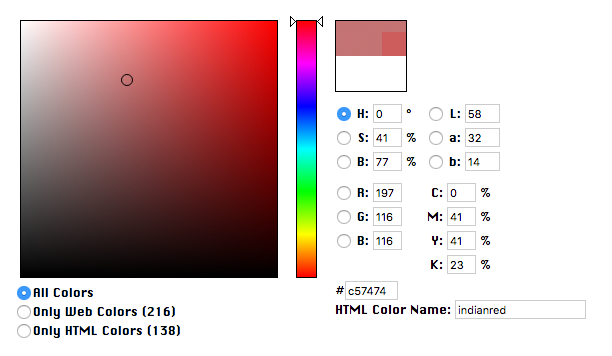 H: 0 ° L: 58
S: 41 % a: 32
B: 77 % b: 14
R: 197 C: 0 %
G: 116 M: 41 %
B: 116 Y: 41 %
K: 23 %
# c57474
HTML Color Name: indianred
All Colors
Only Web Colors (216)
Only HTML Colors (138)